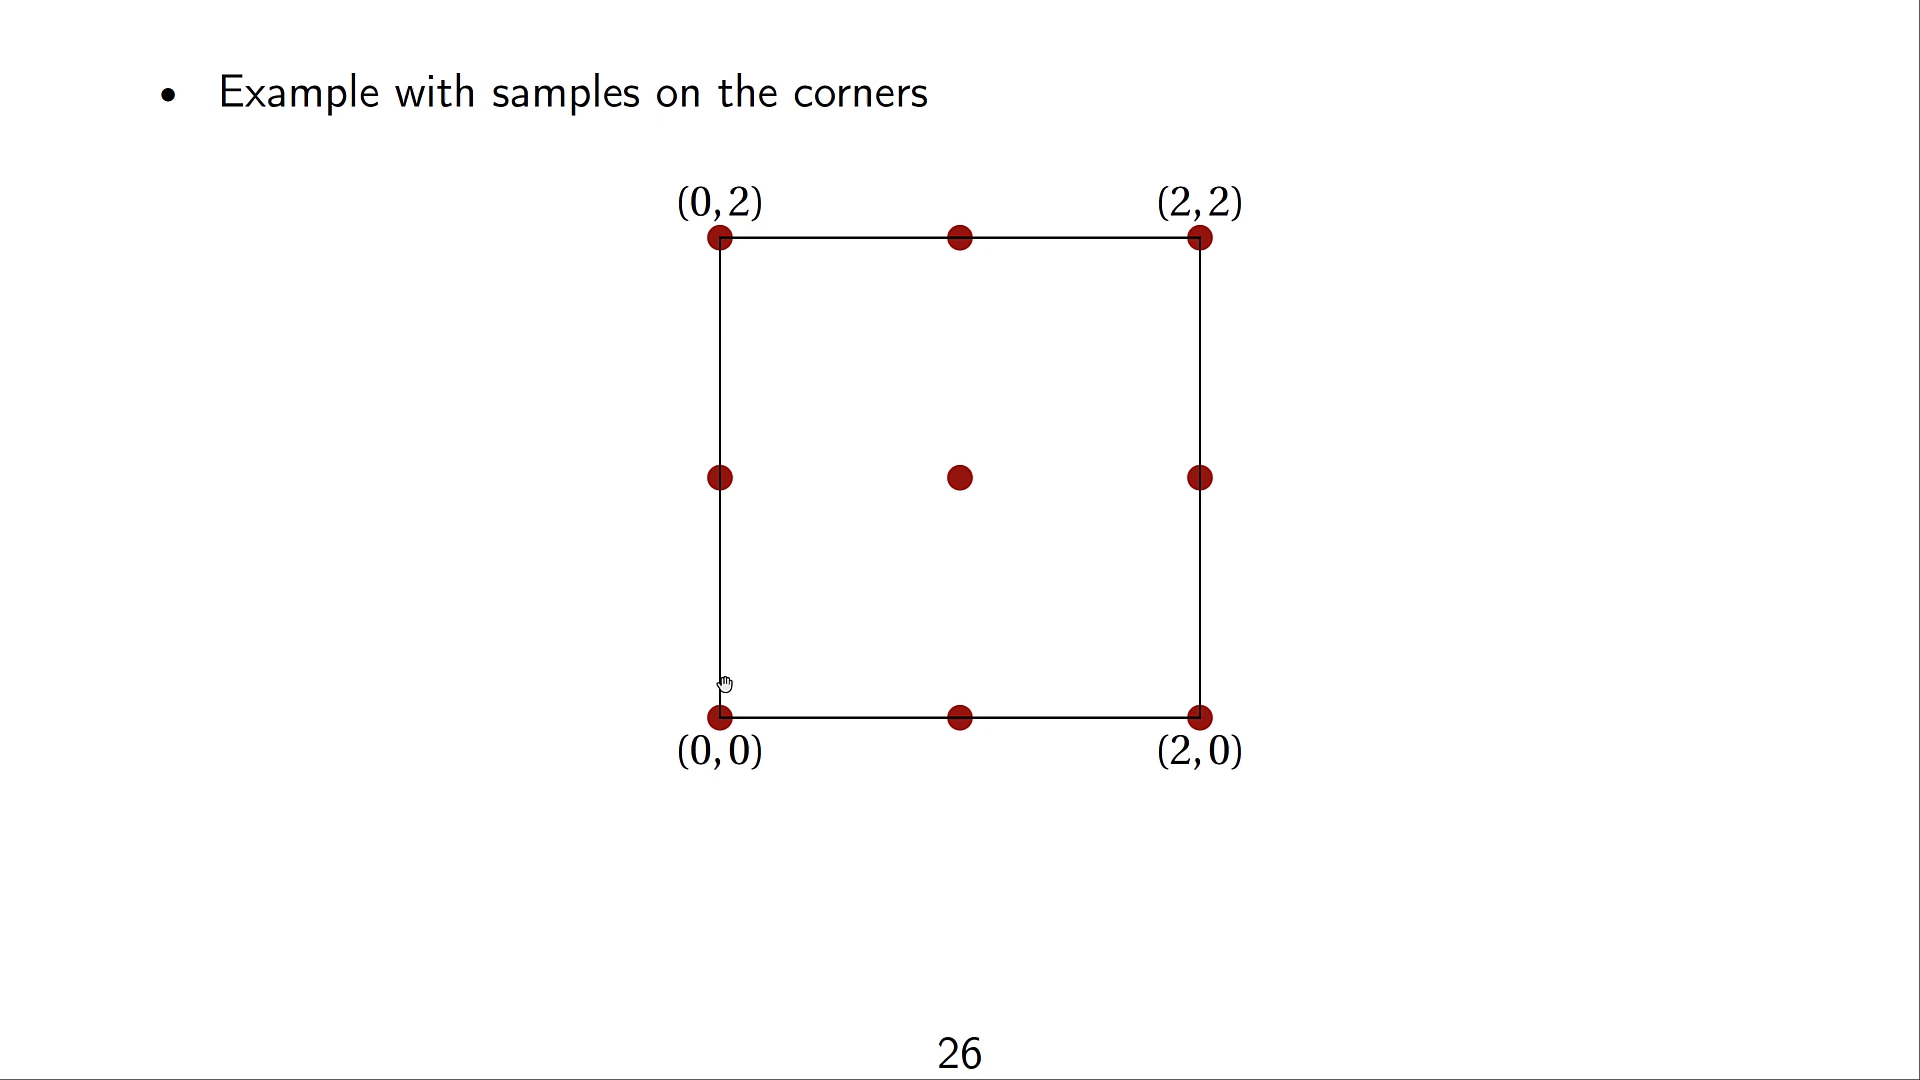 • Example with samples on the corners
(0, 2) (2, 2)
(0, 0) (2, 0)
26